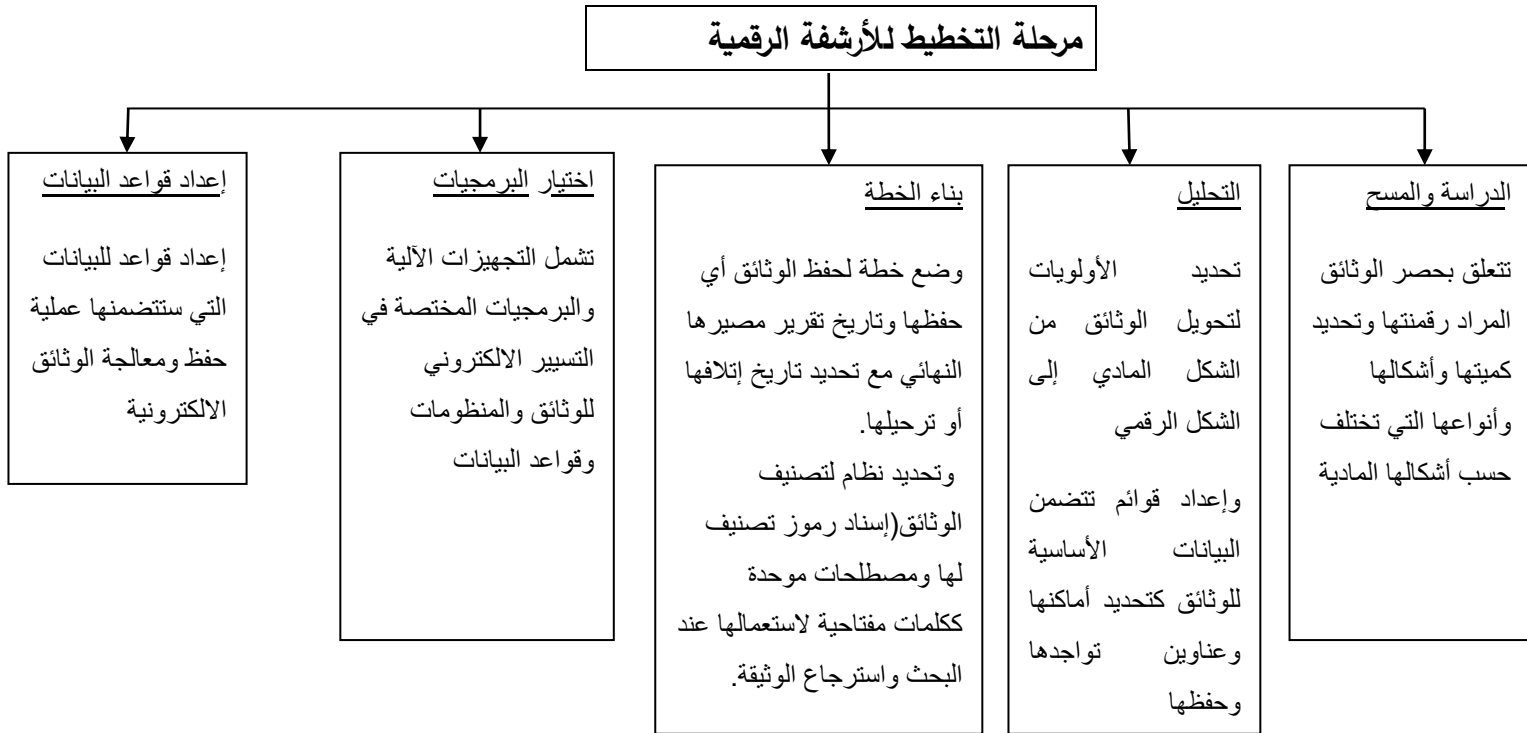 مرحلة التخطيط للأرشفة الرقمية
الدراسة والمسح
تتعلق بحصر الوثائق
المراد رقمنتها وتحديد
كميتها وأشكالها
وأنواعها التي تختلف
حسب أشكالها المادية
التحليل
تحديد الأولويات
لتحويل الوثائق من
الشكل المادي إلى
الشكل الرقمي
وإعداد قوائم تتضمن
البيانات الأساسية
للوثائق كتحديد أماكنها
وعناوين تواجدها
وحفظها
بناء الخطة
وضع خطة لحفظ الوثائق أي
حفظها وتاريخ تقرير مصيرها
النهائي مع تحديد تاريخ إتلافها
أو ترحيلها.
وتحديد نظام لتصنيف
الوثائق(إسناد رموز تصنيف
لها ومصطلحات موحدة
ككلمات مفتاحية لاستعمالها عند
البحث واسترجاع الوثيقة.
اختيار البرمجيات
تشمل التجهيزات الآلية
والبرمجيات المختصة في
التسيير الالكتروني
للوثائق والمنظومات
وقواعد البيانات
إعداد قواعد البيانات
إعداد قواعد للبيانات
التي ستتضمنها عملية
حفظ ومعالجة الوثائق
الالكترونية